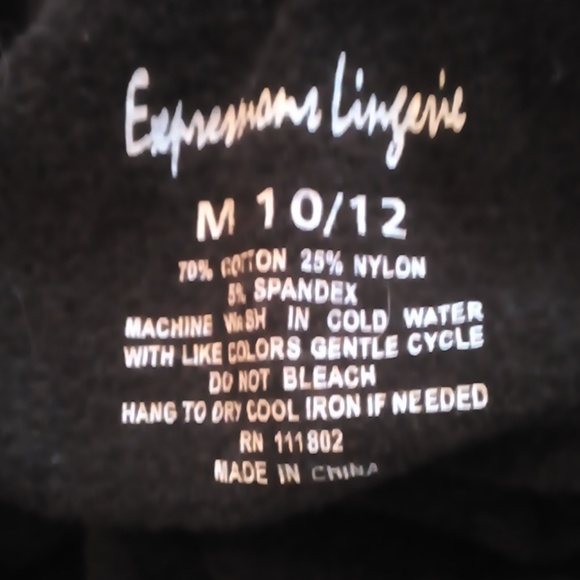 Expressions Lingerie
M 10/12
70% COTTON 25% NYLON
5% SPANDEX
MACHINE WASH IN COLD WATER
WITH LIKE COLORS GENTLE CYCLE
DO NOT BLEACH
HANG TO DRY COOL IRON IF NEEDED
RN 111802
MADE IN CHINA